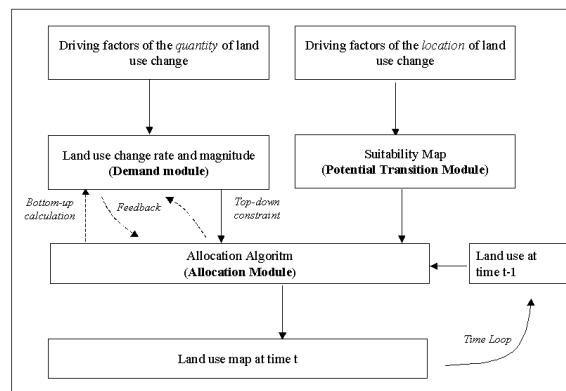 Driving factors of the quantity of land
use change
Driving factors of the location of land
use change
Land use change rate and magnitude
(Demand module)
Suitability Map
(Potential Transition Module)
Bottom-up
calculation
Feedback
Top-down
constraint
Allocation Algoritm
(Allocation Module)
Land use at
time t-1
Land use map at time t
Time Loop